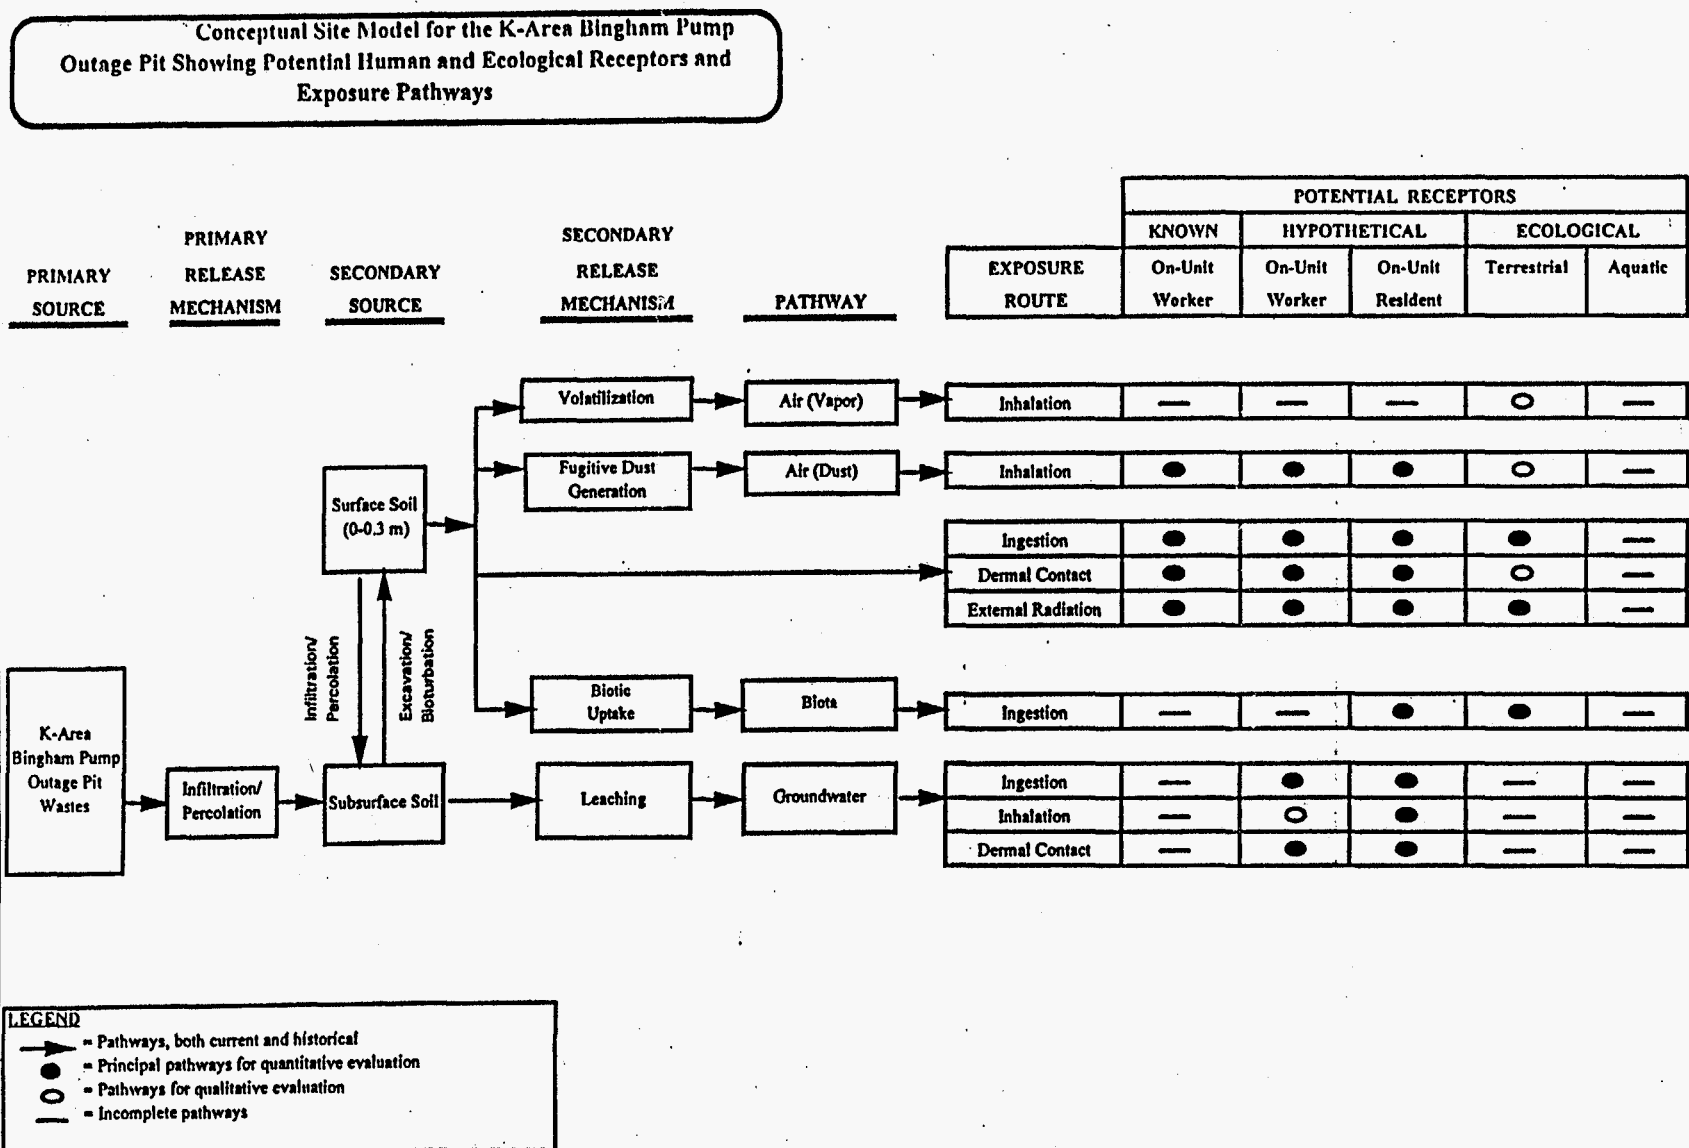 Conceptual Site Model for the K-Area Bingham Pump
Outage Pit Showing Potential Human and Ecological Receptors and
Exposure Pathways
POTENTIAL RECEPTORS
KNOWN
HYPOTHETICAL
ECOLOGICAL
PRIMARY
SOURCE
PRIMARY
RELEASE
MECHANISM
SECONDARY
SOURCE
SECONDARY
RELEASE
MECHANISM
PATHWAY
EXPOSURE
ROUTE
On-Unit
Worker
On-Unit
Worker
On-Unit
Resident
Terrestrial
Aquatic
Volatilization
Air (Vapor)
Inhalation
Fugitive Dust
Generation
Air (Dust)
Inhalation
Surface Soil
(0-0.3 m)
Ingestion
Dermal Contact
External Radiation
Infiltration/
Percolation
Excavation/
Bioturbation
Biotic
Uptake
Biota
Ingestion
K-Area
Bingham Pump
Outage Pit
Wastes
Infiltration/
Percolation
Subsurface Soil
Leaching
Groundwater
Ingestion
Inhalation
Dermal Contact
LEGEND
= Pathways, both current and historical
= Principal pathways for quantitative evaluation
= Pathways for qualitative evaluation
= Incomplete pathways